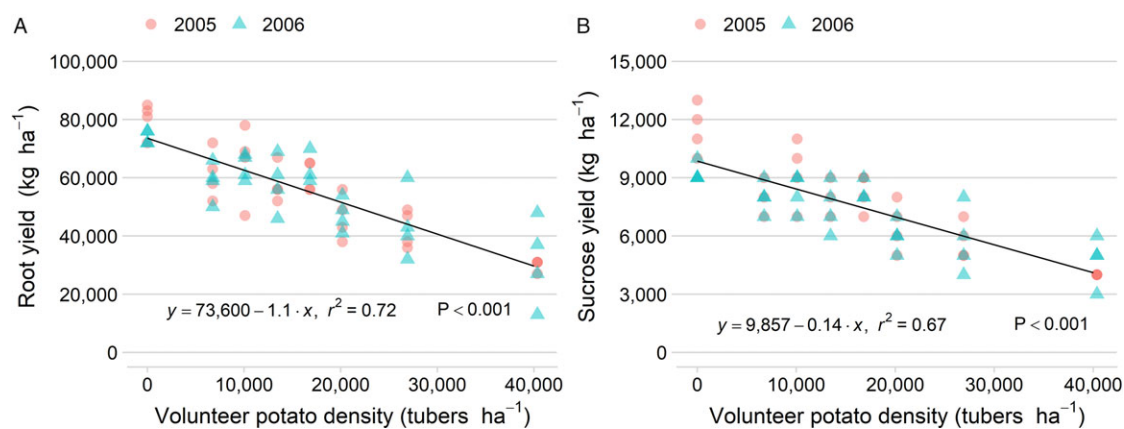 A
2005 2006
100,000
80,000
60,000
40,000
20,000
0
Root yield (kg ha⁻¹)
y = 73,600 − 1.1 · x, r² = 0.72 P < 0.001
0 10,000 20,000 30,000 40,000
Volunteer potato density (tubers ha⁻¹)
B
2005 2006
15,000
12,000
9,000
6,000
3,000
0
Sucrose yield (kg ha⁻¹)
y = 9,857 − 0.14 · x, r² = 0.67 P < 0.001
0 10,000 20,000 30,000 40,000
Volunteer potato density (tubers ha⁻¹)